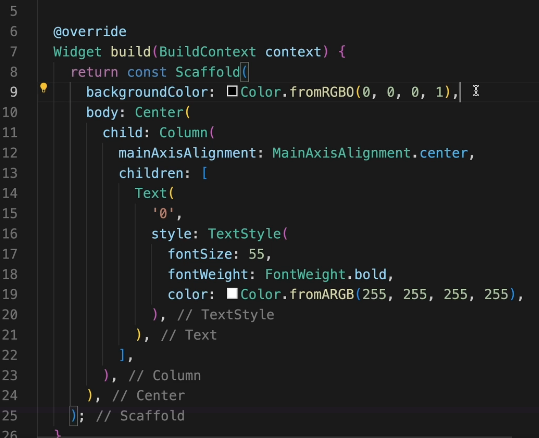 5
6 @override
7 Widget build(BuildContext context) {
8 return const Scaffold(
9 backgroundColor: Color.fromRGBO(0, 0, 0, 1),
10 body: Center(
11 child: Column(
12 mainAxisAlignment: MainAxisAlignment.center,
13 children: [
14 Text(
15 '0',
16 style: TextStyle(
17 fontSize: 55,
18 fontWeight: FontWeight.bold,
19 color: Color.fromARGB(255, 255, 255, 255),
20 ), // TextStyle
21 ), // Text
22 ],
23 ), // Column
24 ), // Center
25 ); // Scaffold
26 }